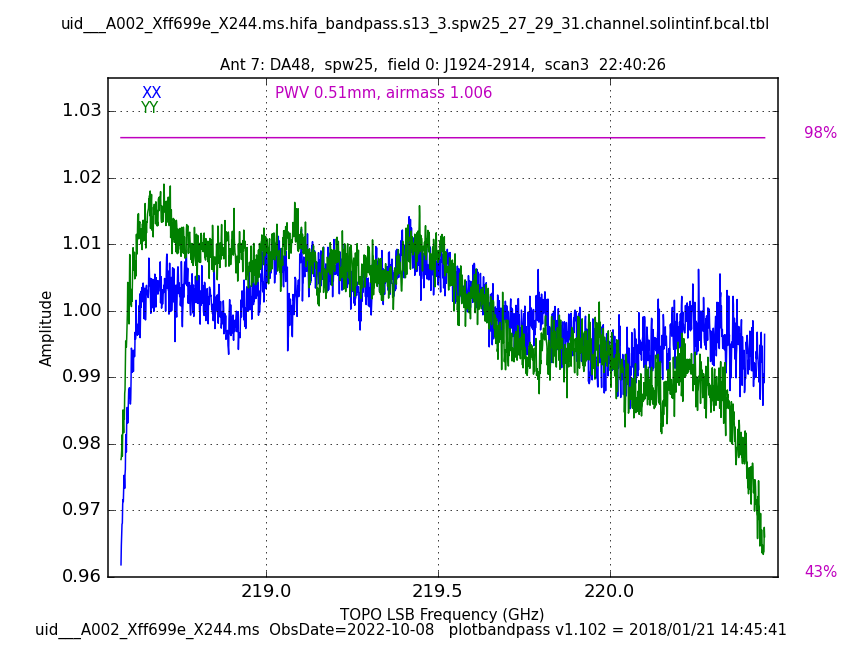 uid___A002_Xff699e_X244.ms.hifa_bandpass.s13_3.spw25_27_29_31.channel.solintinf.bcal.tbl
Ant 7: DA48,  spw25,  field 0: J1924-2914,  scan3  22:40:26
XX
PWV 0.51mm, airmass 1.006
YY
98%
43%
Amplitude
1.03
1.02
1.01
1.00
0.99
0.98
0.97
0.96
219.0 219.5 220.0
TOPO LSB Frequency (GHz)
uid___A002_Xff699e_X244.ms  ObsDate=2022-10-08   plotbandpass v1.102 = 2018/01/21 14:45:41